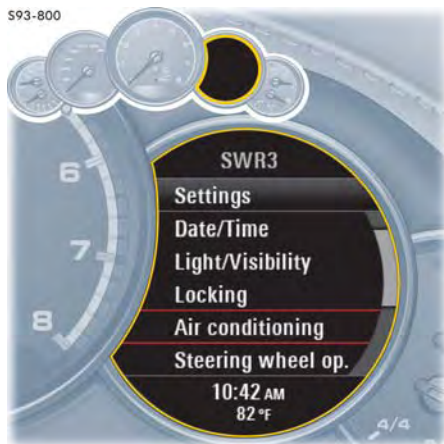 S93-800
6
7
8
SWR3
Settings
Date/Time
Light/Visibility
Locking
Air conditioning
Steering wheel op.
10:42 AM
82 °F
4/4